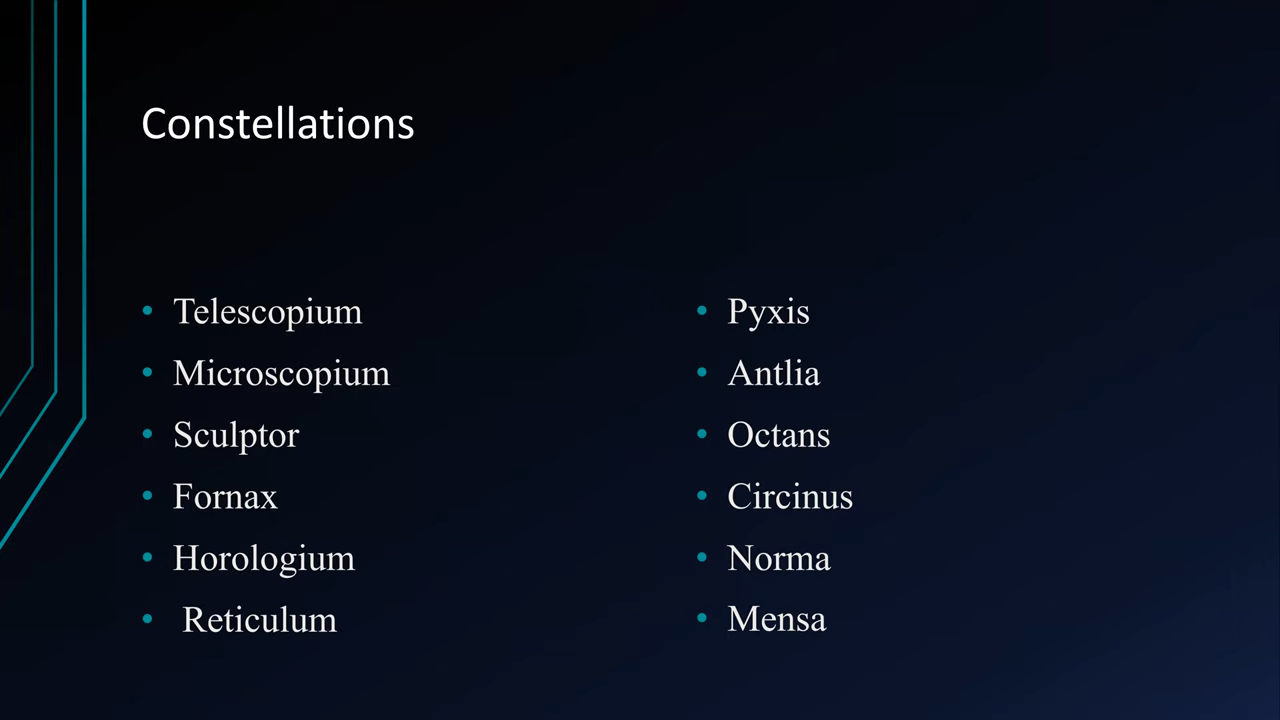 Constellations
• Telescopium
• Microscopium
• Sculptor
• Fornax
• Horologium
• Reticulum
• Pyxis
• Antlia
• Octans
• Circinus
• Norma
• Mensa